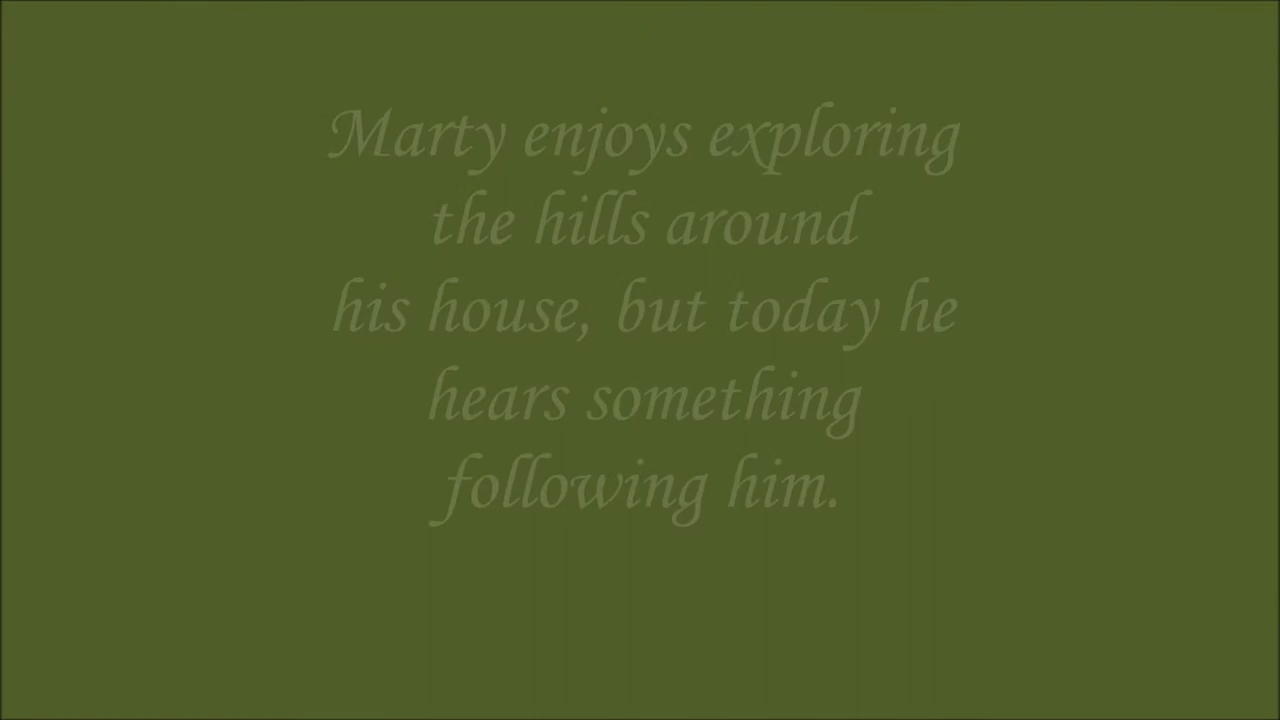 Marty enjoys exploring
the hills around
his house, but today he
hears something
following him.